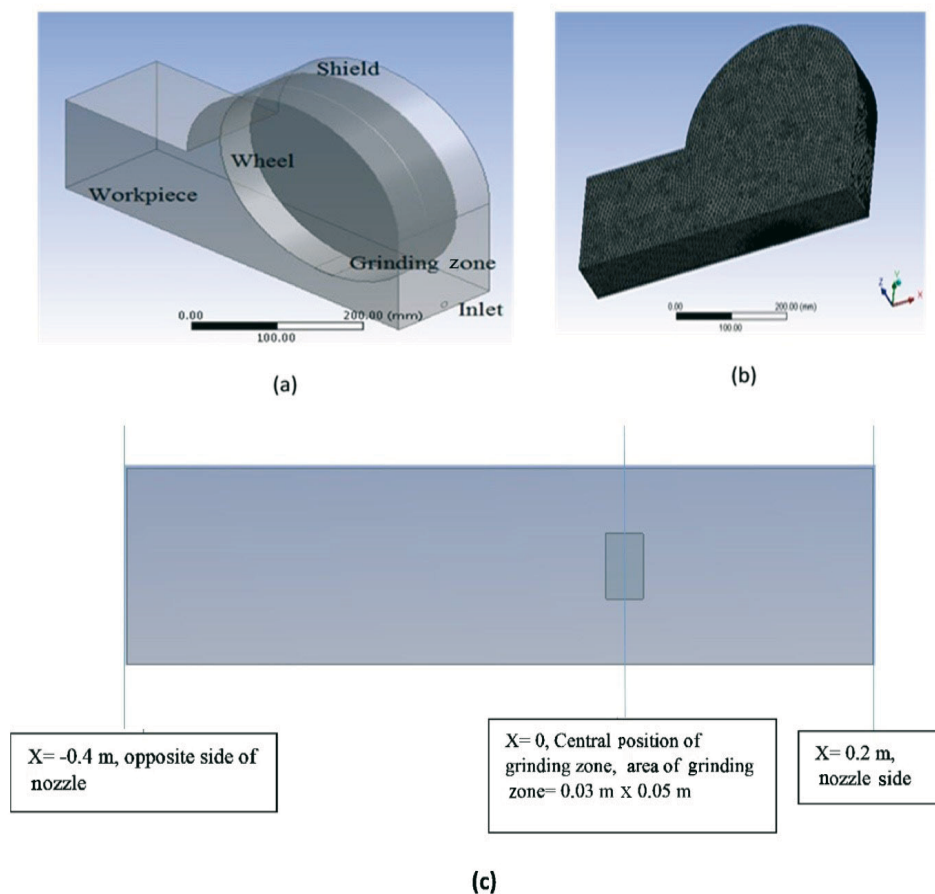 Shield
Wheel
Workpiece
Grinding zone
Inlet
0.00
200.00 (mm)
100.00
(a)
0.00
200.00 (mm)
100.00
Y
Z
X
(b)
X= -0.4 m, opposite side of
nozzle
X= 0, Central position of
grinding zone, area of grinding
zone= 0.03 m X 0.05 m
X= 0.2 m,
nozzle side
(c)